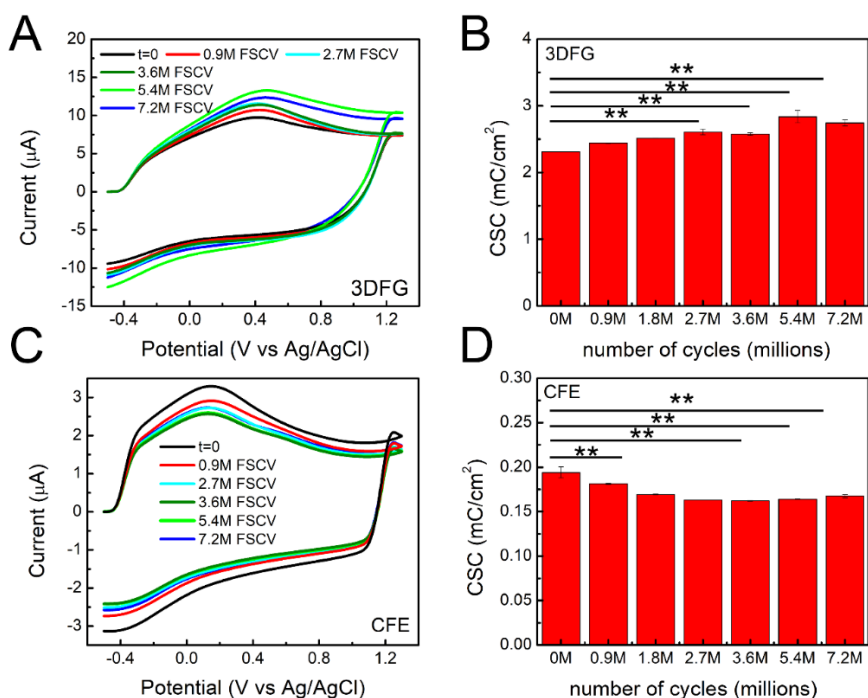 A
20
15
10
5
0
-5
-10
-15
Current (µA)
t=0 0.9M FSCV 2.7M FSCV
3.6M FSCV
5.4M FSCV
7.2M FSCV
3DFG
-0.4 0.0 0.4 0.8 1.2
Potential (V vs Ag/AgCl)
B
4
3
2
1
0
CSC (mC/cm²)
3DFG
**
**
**
**
0M 0.9M 1.8M 2.7M 3.6M 5.4M 7.2M
number of cycles (millions)
C
3
2
1
0
-1
-2
-3
Current (µA)
t=0
0.9M FSCV
2.7M FSCV
3.6M FSCV
5.4M FSCV
7.2M FSCV
CFE
-0.4 0.0 0.4 0.8 1.2
Potential (V vs Ag/AgCl)
D
0.30
0.25
0.20
0.15
0.10
0.05
0.00
CSC (mC/cm²)
CFE
**
**
**
**
0M 0.9M 1.8M 2.7M 3.6M 5.4M 7.2M
number of cycles (millions)